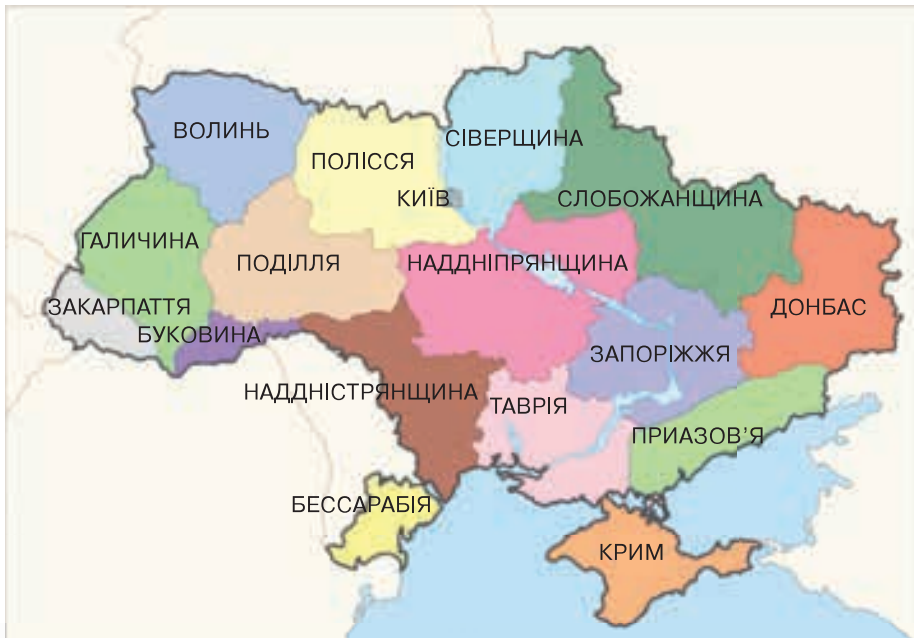 ВОЛИНЬ
ПОЛІССЯ
СІВЕРЩИНА
КИЇВ
СЛОБОЖАНЩИНА
ГАЛИЧИНА
ПОДІЛЛЯ
НАДДНІПРЯНЩИНА
ЗАКАРПАТТЯ
ДОНБАС
БУКОВИНА
ЗАПОРІЖЖЯ
НАДДНІСТРЯНЩИНА
ТАВРІЯ
ПРИАЗОВ’Я
БЕССАРАБІЯ
КРИМ